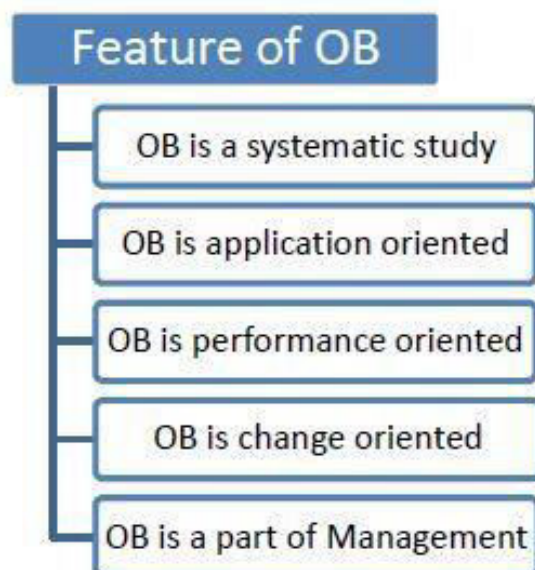 Feature of OB
OB is a systematic study
OB is application oriented
OB is performance oriented
OB is change oriented
OB is a part of Management